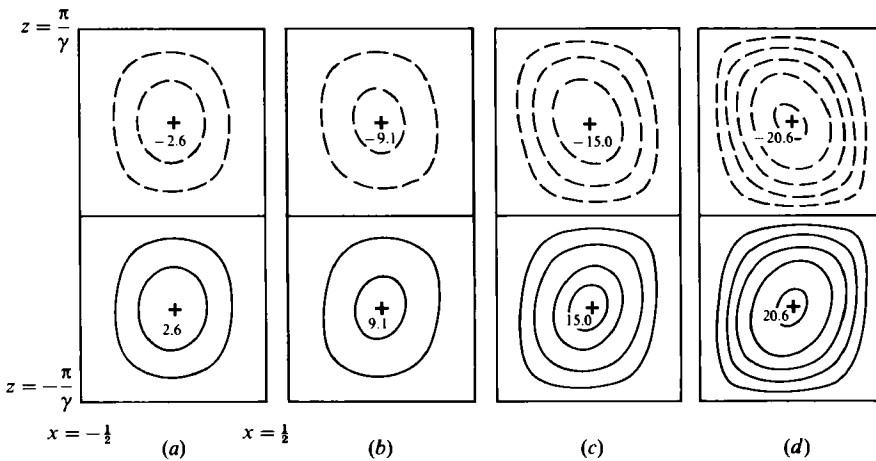 z = π/γ
−2.6
−9.1
−15.0
−20.6
2.6
9.1
15.0
20.6
z = −π/γ
x = −½
(a)
x = ½
(b)
(c)
(d)